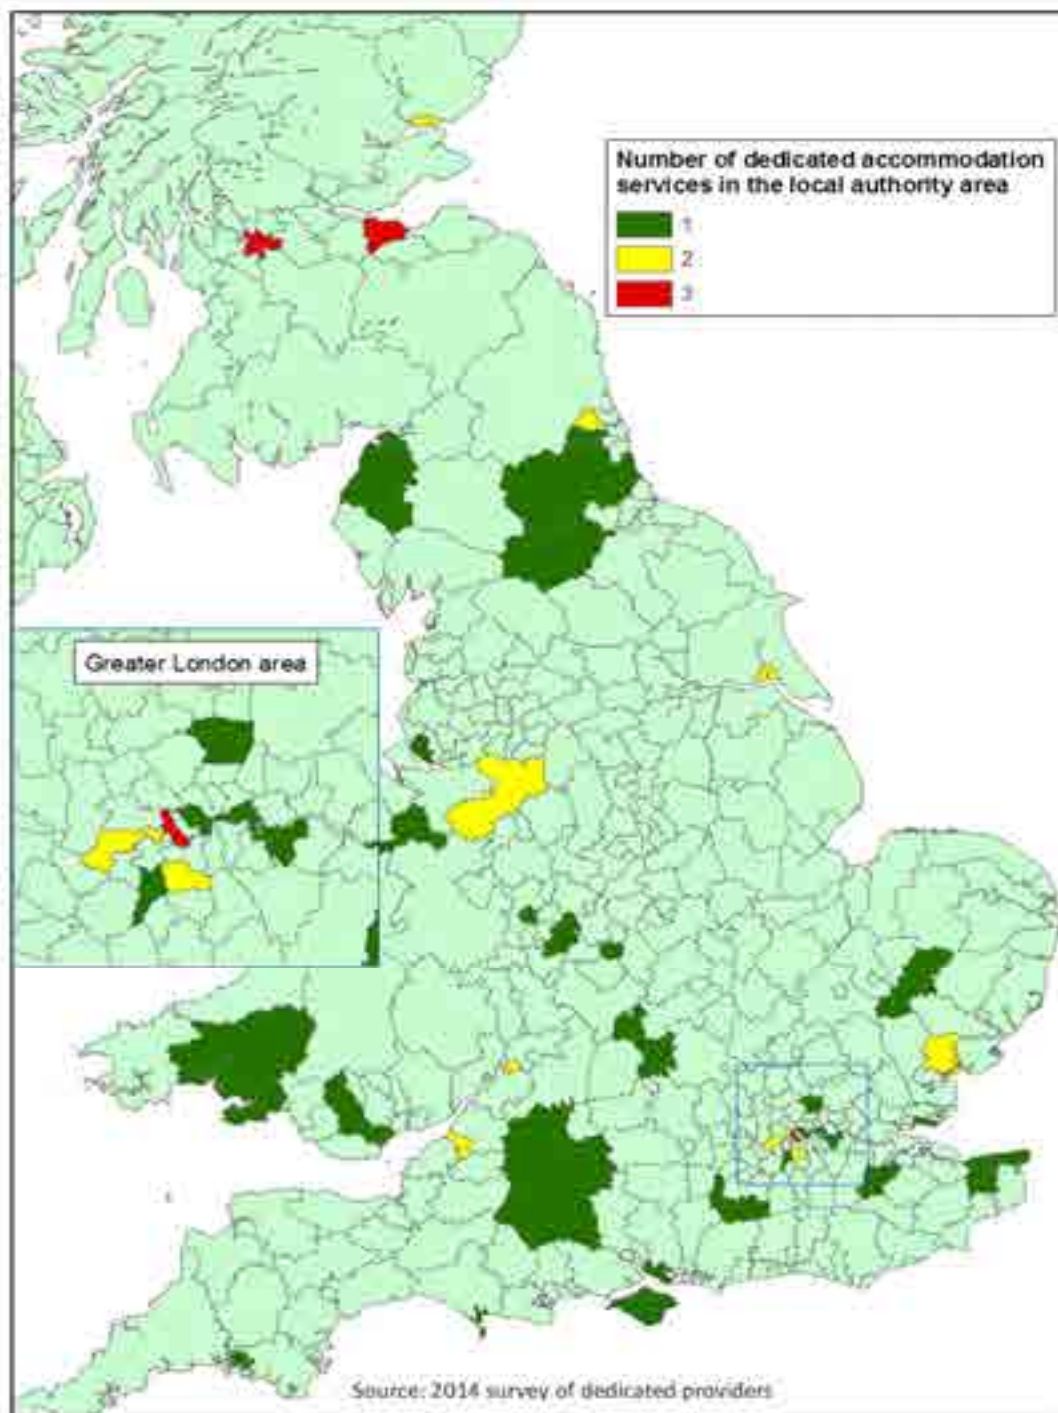 Number of dedicated accommodation
services in the local authority area
1
2
3
Greater London area
Source: 2014 survey of dedicated providers